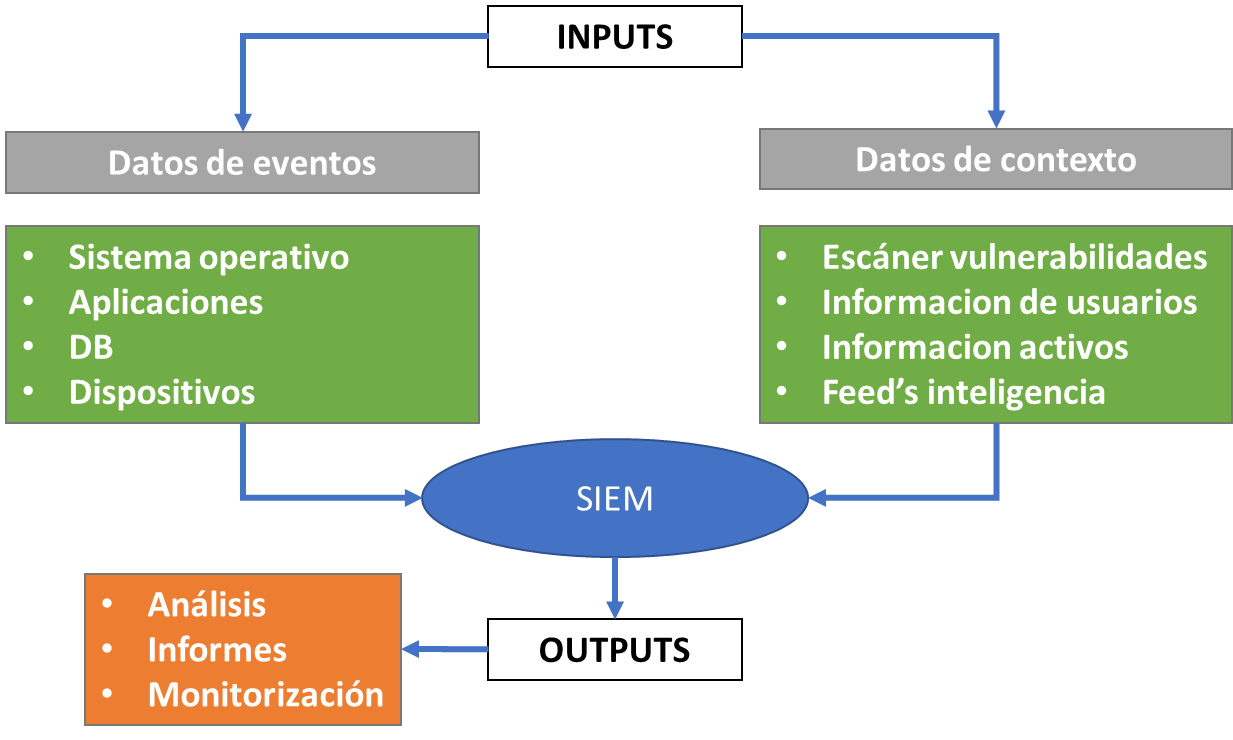 INPUTS
Datos de eventos
• Sistema operativo
• Aplicaciones
• DB
• Dispositivos
Datos de contexto
• Escáner vulnerabilidades
• Informacion de usuarios
• Informacion activos
• Feed’s inteligencia
SIEM
OUTPUTS
• Análisis
• Informes
• Monitorización